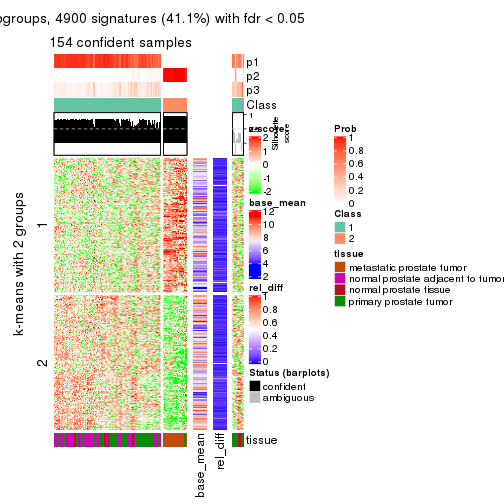 ogroups, 4900 signatures (41.1%) with fdr < 0.05
154 confident samples
p1
p2
p3
Class
1
Silhouette
score
z-score
2
1
0
-1
-2
base_mean
12
10
8
6
4
2
rel_diff
1
0.8
0.6
0.4
0.2
0
Status (barplots)
confident
ambiguous
Prob
1
0.8
0.6
0.4
0.2
0
Class
1
2
tissue
metastatic prostate tumor
normal prostate adjacent to tumor
normal prostate tissue
primary prostate tumor
k-means with 2 groups
1
2
tissue
base_mean
rel_diff